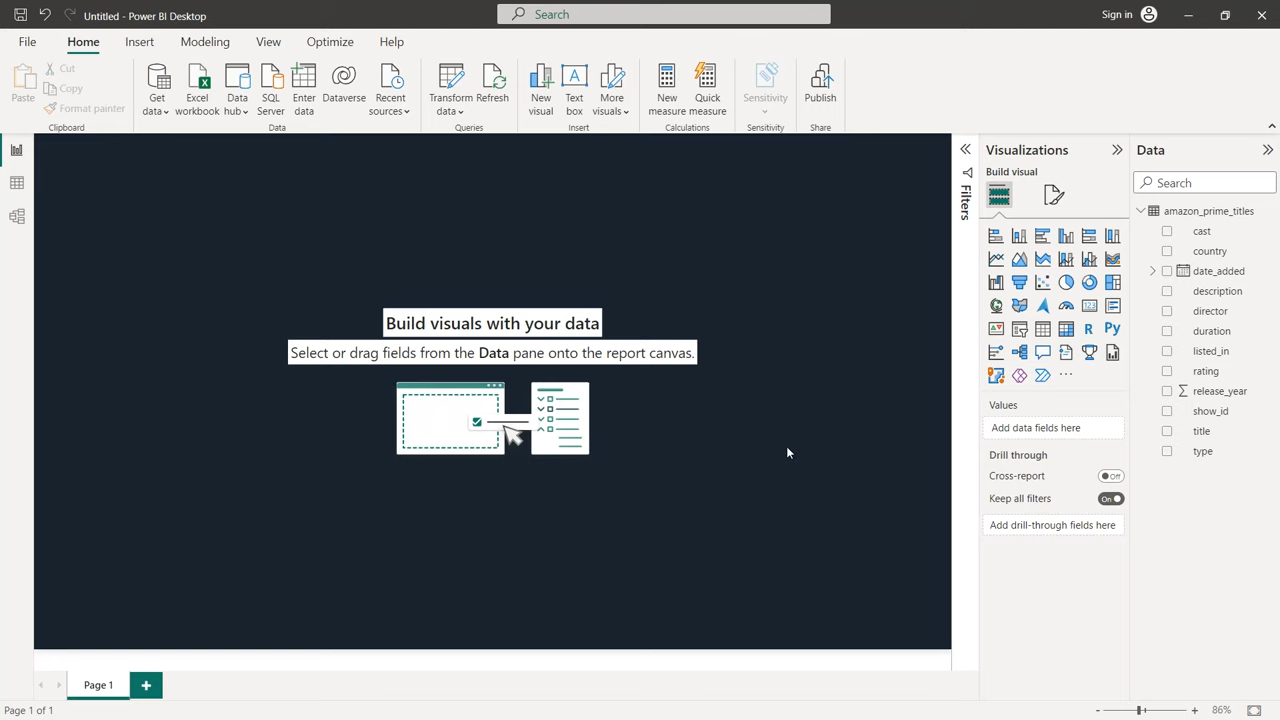 Untitled - Power BI Desktop
Search
Sign in
File
Home
Insert
Modeling
View
Optimize
Help
Paste
Cut
Copy
Format painter
Clipboard
Get data
Excel workbook
Data hub
SQL Server
Enter data
Dataverse
Recent sources
Data
Transform data
Refresh
Queries
New visual
Text box
More visuals
Insert
New measure
Quick measure
Calculations
Sensitivity
Sensitivity
Publish
Share
Build visuals with your data
Select or drag fields from the Data pane onto the report canvas.
Filters
Visualizations
Build visual
123
R
Py
Values
Add data fields here
Drill through
Cross-report
Off
Keep all filters
On
Add drill-through fields here
Data
Search
amazon_prime_titles
cast
country
date_added
description
director
duration
listed_in
rating
release_year
show_id
title
type
Page 1
Page 1 of 1
86%